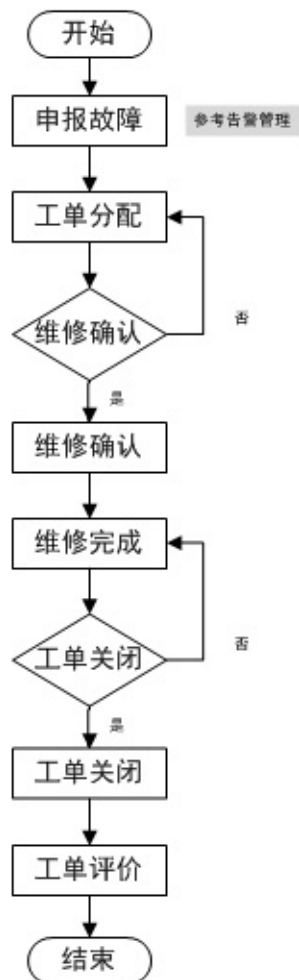 开始
申报故障
参考告警管理
工单分配
维修确认
否
是
维修确认
维修完成
工单关闭
否
是
工单关闭
工单评价
结束